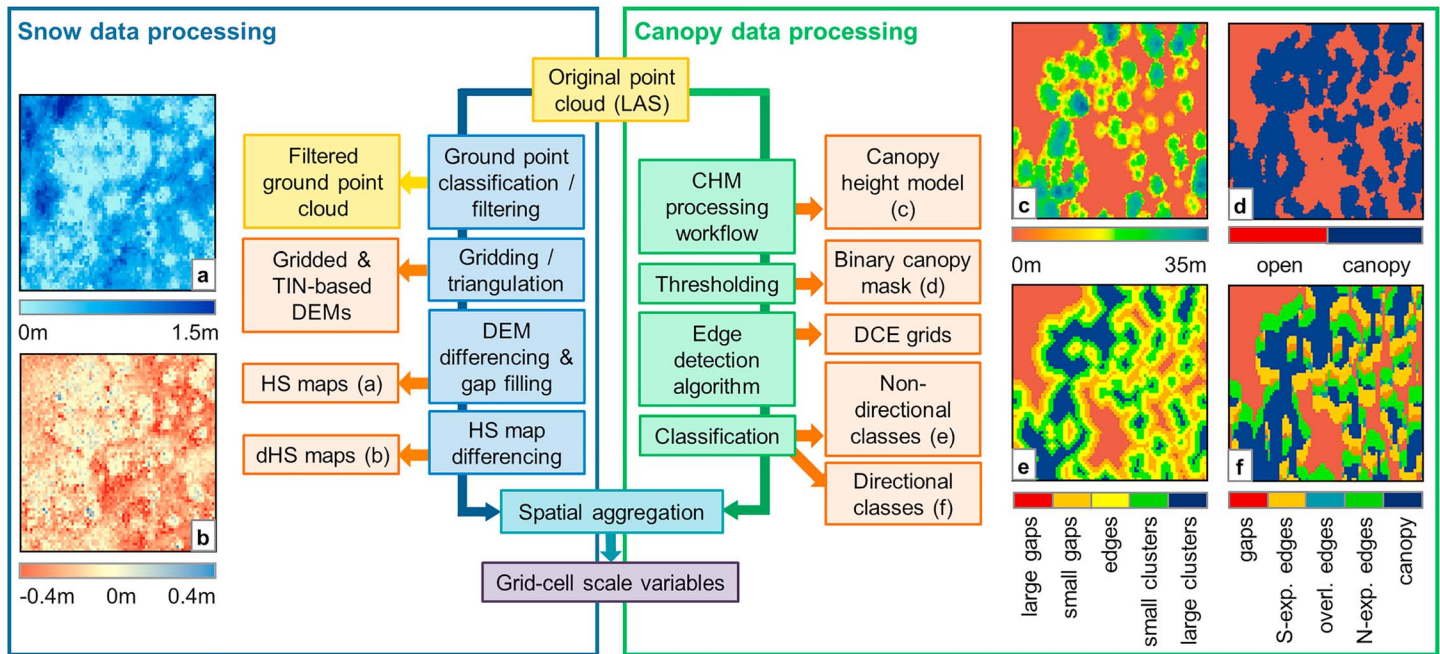 Snow data processing
Canopy data processing
Original point
cloud (LAS)
Filtered
ground point
cloud
Ground point
classification /
filtering
Gridded &
TIN-based
DEMs
Gridding /
triangulation
DEM
differencing &
gap filling
HS maps (a)
HS map
differencing
dHS maps (b)
CHM
processing
workflow
Canopy
height model
(c)
Thresholding
Binary canopy
mask (d)
Edge
detection
algorithm
DCE grids
Non-
directional
classes (e)
Classification
Directional
classes (f)
Spatial aggregation
Grid-cell scale variables
a
0m
1.5m
b
-0.4m
0m
0.4m
c
0m
35m
d
open
canopy
e
large gaps
small gaps
edges
small clusters
large clusters
f
gaps
S-exp. edges
overl. edges
N-exp. edges
canopy